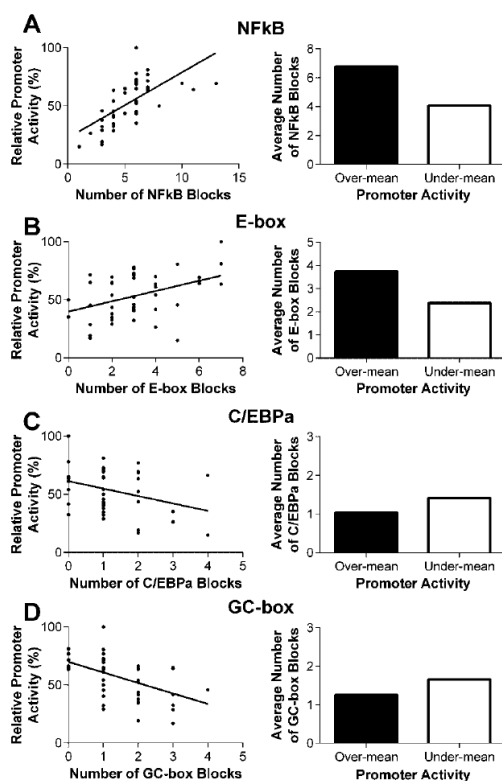 A
NFkB
Relative Promoter
Activity (%)
100
50
0
0
5
10
15
Number of NFkB Blocks
Average Number
of NFkB Blocks
8
6
4
2
0
Over-mean
Under-mean
Promoter Activity
B
E-box
Relative Promoter
Activity (%)
100
50
0
0
2
4
6
8
Number of E-box Blocks
Average Number
of E-box Blocks
5
4
3
2
1
0
Over-mean
Under-mean
Promoter Activity
C
C/EBPa
Relative Promoter
Activity (%)
100
50
0
0
1
2
3
4
5
Number of C/EBPa Blocks
Average Number
of C/EBPa Blocks
3
2
1
0
Over-mean
Under-mean
Promoter Activity
D
GC-box
Relative Promoter
Activity (%)
100
50
0
0
1
2
3
4
5
Number of GC-box Blocks
Average Number
of GC-box Blocks
3
2
1
0
Over-mean
Under-mean
Promoter Activity